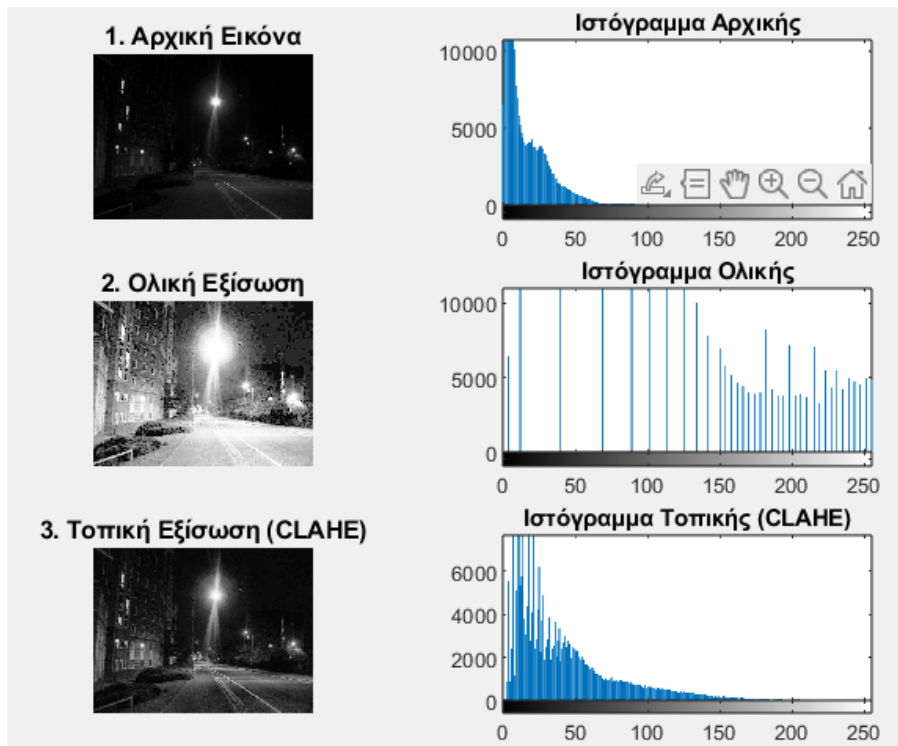 1. Αρχική Εικόνα
Ιστόγραμμα Αρχικής
10000
5000
0
0 50 100 150 200 250
2. Ολική Εξίσωση
Ιστόγραμμα Ολικής
10000
5000
0
0 50 100 150 200 250
3. Τοπική Εξίσωση (CLAHE)
Ιστόγραμμα Τοπικής (CLAHE)
6000
4000
2000
0
0 50 100 150 200 250